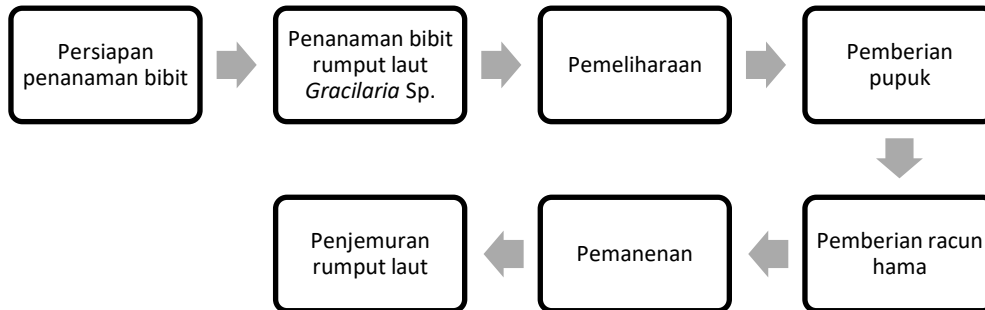 Persiapan
penanaman bibit
Penanaman bibit
rumput laut
Gracilaria Sp.
Pemeliharaan
Pemberian
pupuk
Pemberian racun
hama
Pemanenan
Penjemuran
rumput laut